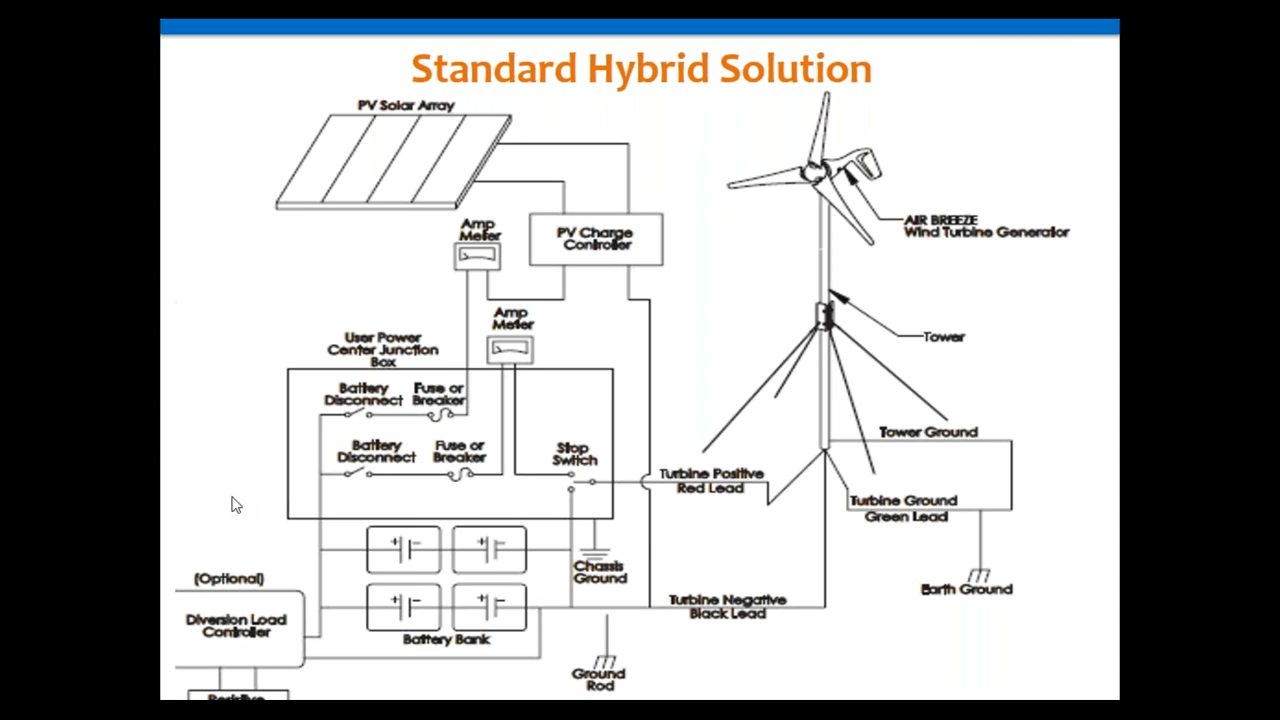 Standard Hybrid Solution
PV Solar Array
AIR BREEZE
Wind Turbine Generator
Amp
Meter
PV Charge
Controller
Amp
Meter
Tower
User Power
Center Junction
Box
Battery
Disconnect
Fuse or
Breaker
Battery
Disconnect
Fuse or
Breaker
Stop
Switch
Tower Ground
Turbine Positive
Red Lead
Turbine Ground
Green Lead
Chassis
Ground
Earth Ground
(Optional)
Diversion Load
Controller
Turbine Negative
Black Lead
Battery Bank
Ground
Rod